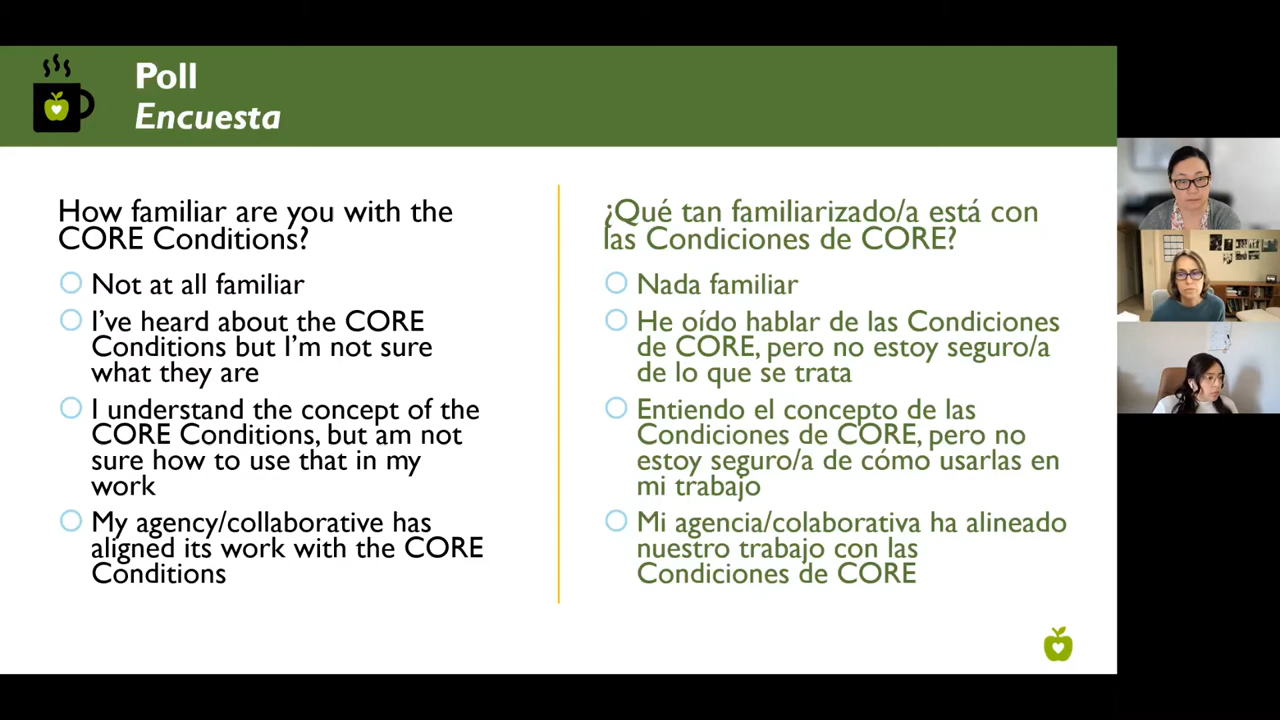 Poll
Encuesta
How familiar are you with the
CORE Conditions?
Not at all familiar
I've heard about the CORE
Conditions but I'm not sure
what they are
I understand the concept of the
CORE Conditions, but am not
sure how to use that in my
work
My agency/collaborative has
aligned its work with the CORE
Conditions
¿Qué tan familiarizado/a está con
las Condiciones de CORE?
Nada familiar
He oído hablar de las Condiciones
de CORE, pero no estoy seguro/a
de lo que se trata
Entiendo el concepto de las
Condiciones de CORE, pero no
estoy seguro/a de cómo usarlas en
mi trabajo
Mi agencia/colaborativa ha alineado
nuestro trabajo con las
Condiciones de CORE